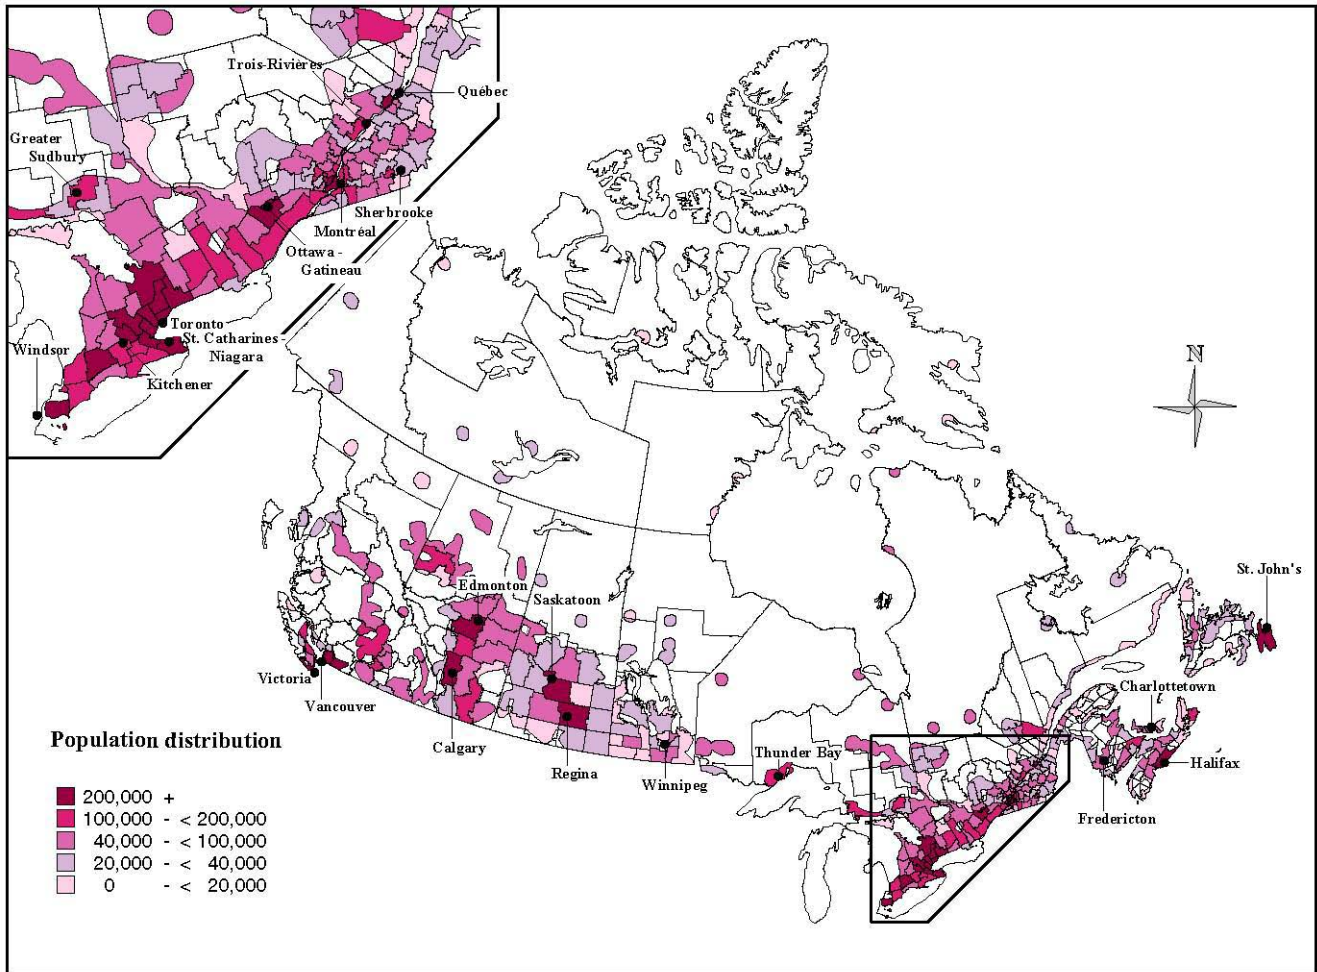 Trois-Rivières
Québec
Greater
Sudbury
Sherbrooke
Montréal
Ottawa -
Gatineau
Toronto
St. Catharines
Niagara
Windsor
Kitchener
N
Edmonton
Saskatoon
St. John's
Victoria
Vancouver
Charlottetown
Calgary
Regina
Winnipeg
Thunder Bay
Halifax
Fredericton
Population distribution
200,000 +
100,000 - < 200,000
40,000 - < 100,000
20,000 - < 40,000
0 - < 20,000